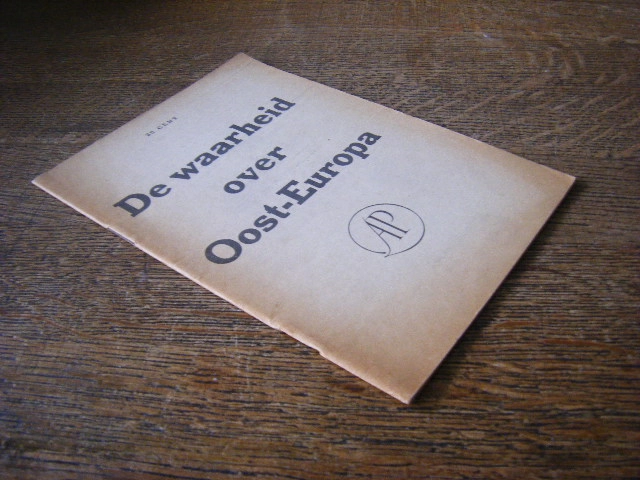 De waarheid
over
Oost-Europa
AP